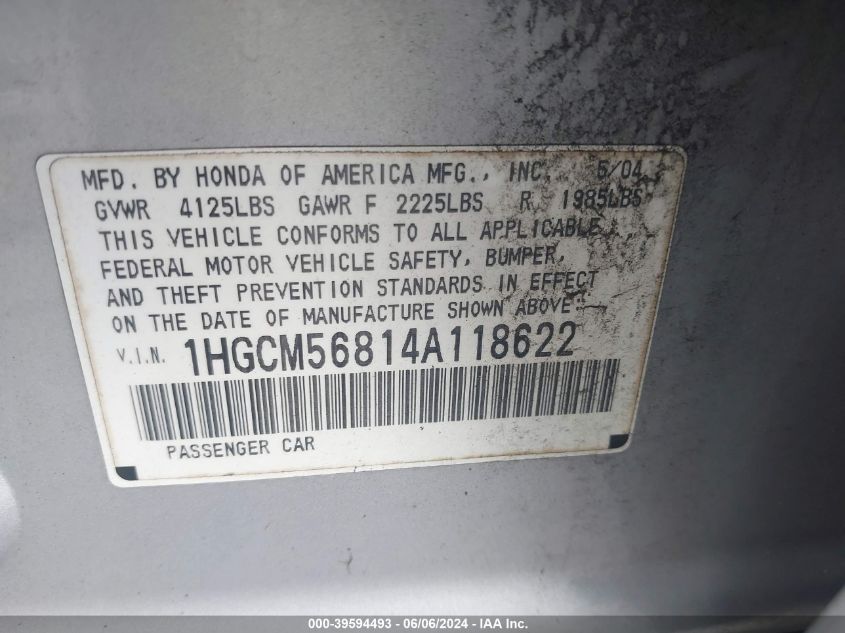 MFD. BY HONDA OF AMERICA MFG., INC. 5/04
GVWR 4125LBS GAWR F 2225LBS R 1985LBS
THIS VEHICLE CONFORMS TO ALL APPLICABLE
FEDERAL MOTOR VEHICLE SAFETY, BUMPER,
AND THEFT PREVENTION STANDARDS IN EFFECT
ON THE DATE OF MANUFACTURE SHOWN ABOVE.
V.I.N. 1HGCM56814A118622
PASSENGER CAR
000-39594493 - 06/06/2024 - IAA Inc.